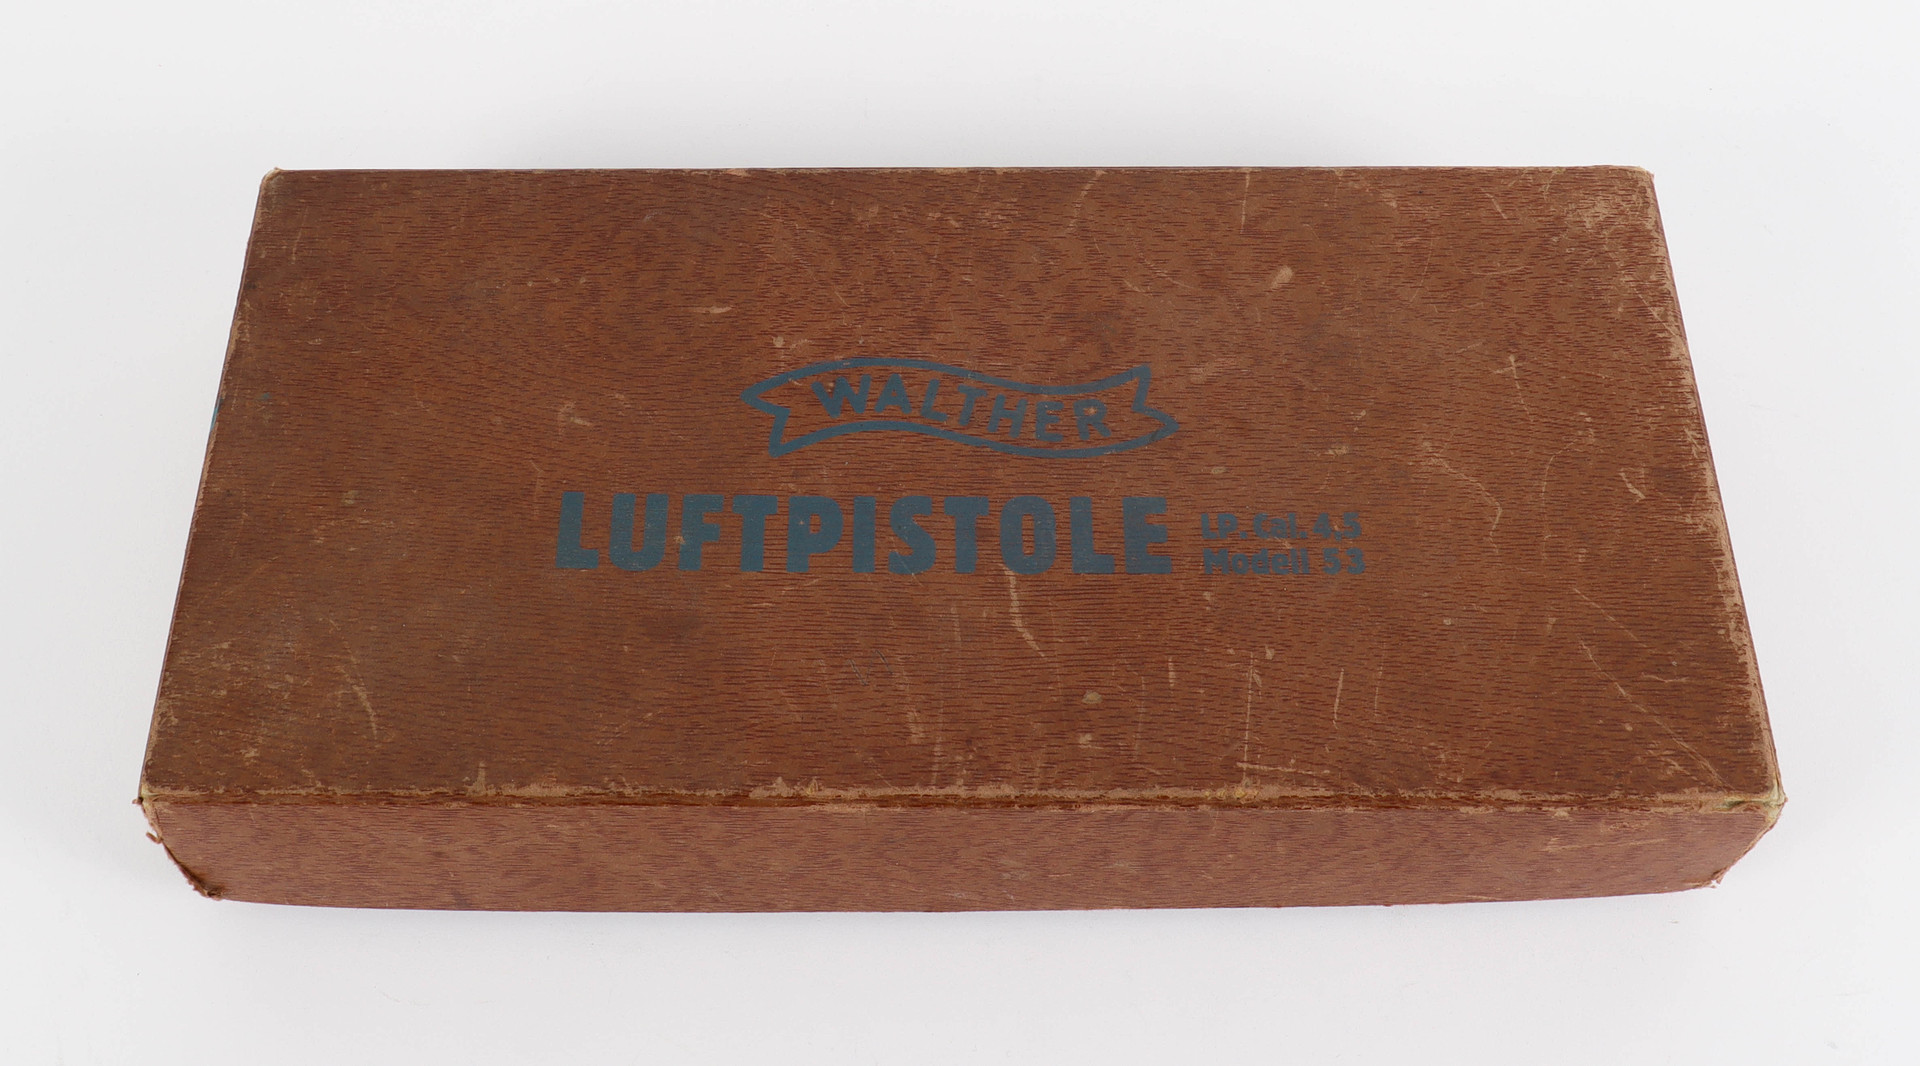 WALTHER
LUFTPISTOLE
LP. Cal. 4,5
Modell 53